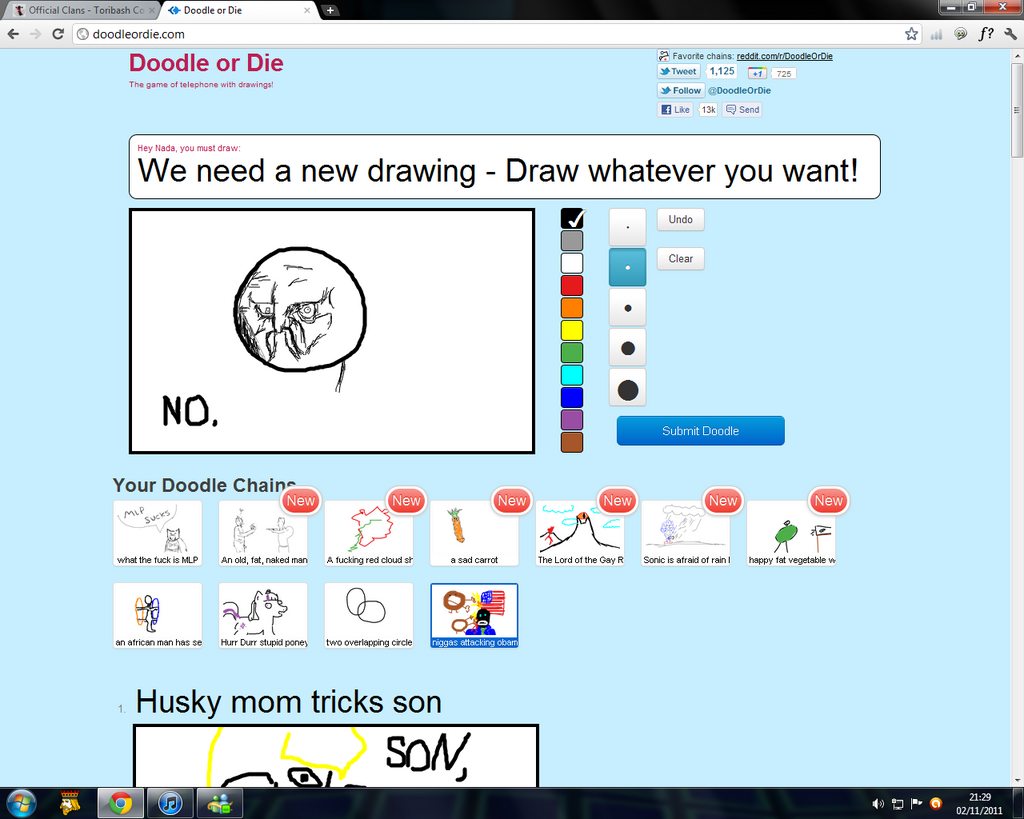 Official Clans - Toribash Co
Doodle or Die
doodleordie.com
Doodle or Die
The game of telephone with drawings!
Favorite chains: reddit.com/r/DoodleOrDie
Tweet 1,125 +1 725
Follow @DoodleOrDie
Like 13k Send
Hey Nada, you must draw:
We need a new drawing - Draw whatever you want!
Undo
Clear
NO.
Submit Doodle
Your Doodle Chains
New New New New New New
MLP SUCKS
what the fuck is MLP
An old, fat, naked man
A fucking red cloud sh
a sad carrot
The Lord of the Gay R
Sonic is afraid of rain
happy fat vegetable w
an african man has se
Hurr Durr stupid poney
two overlapping circle
niggas attacking obam
1. Husky mom tricks son
SON,
21:29
02/11/2011